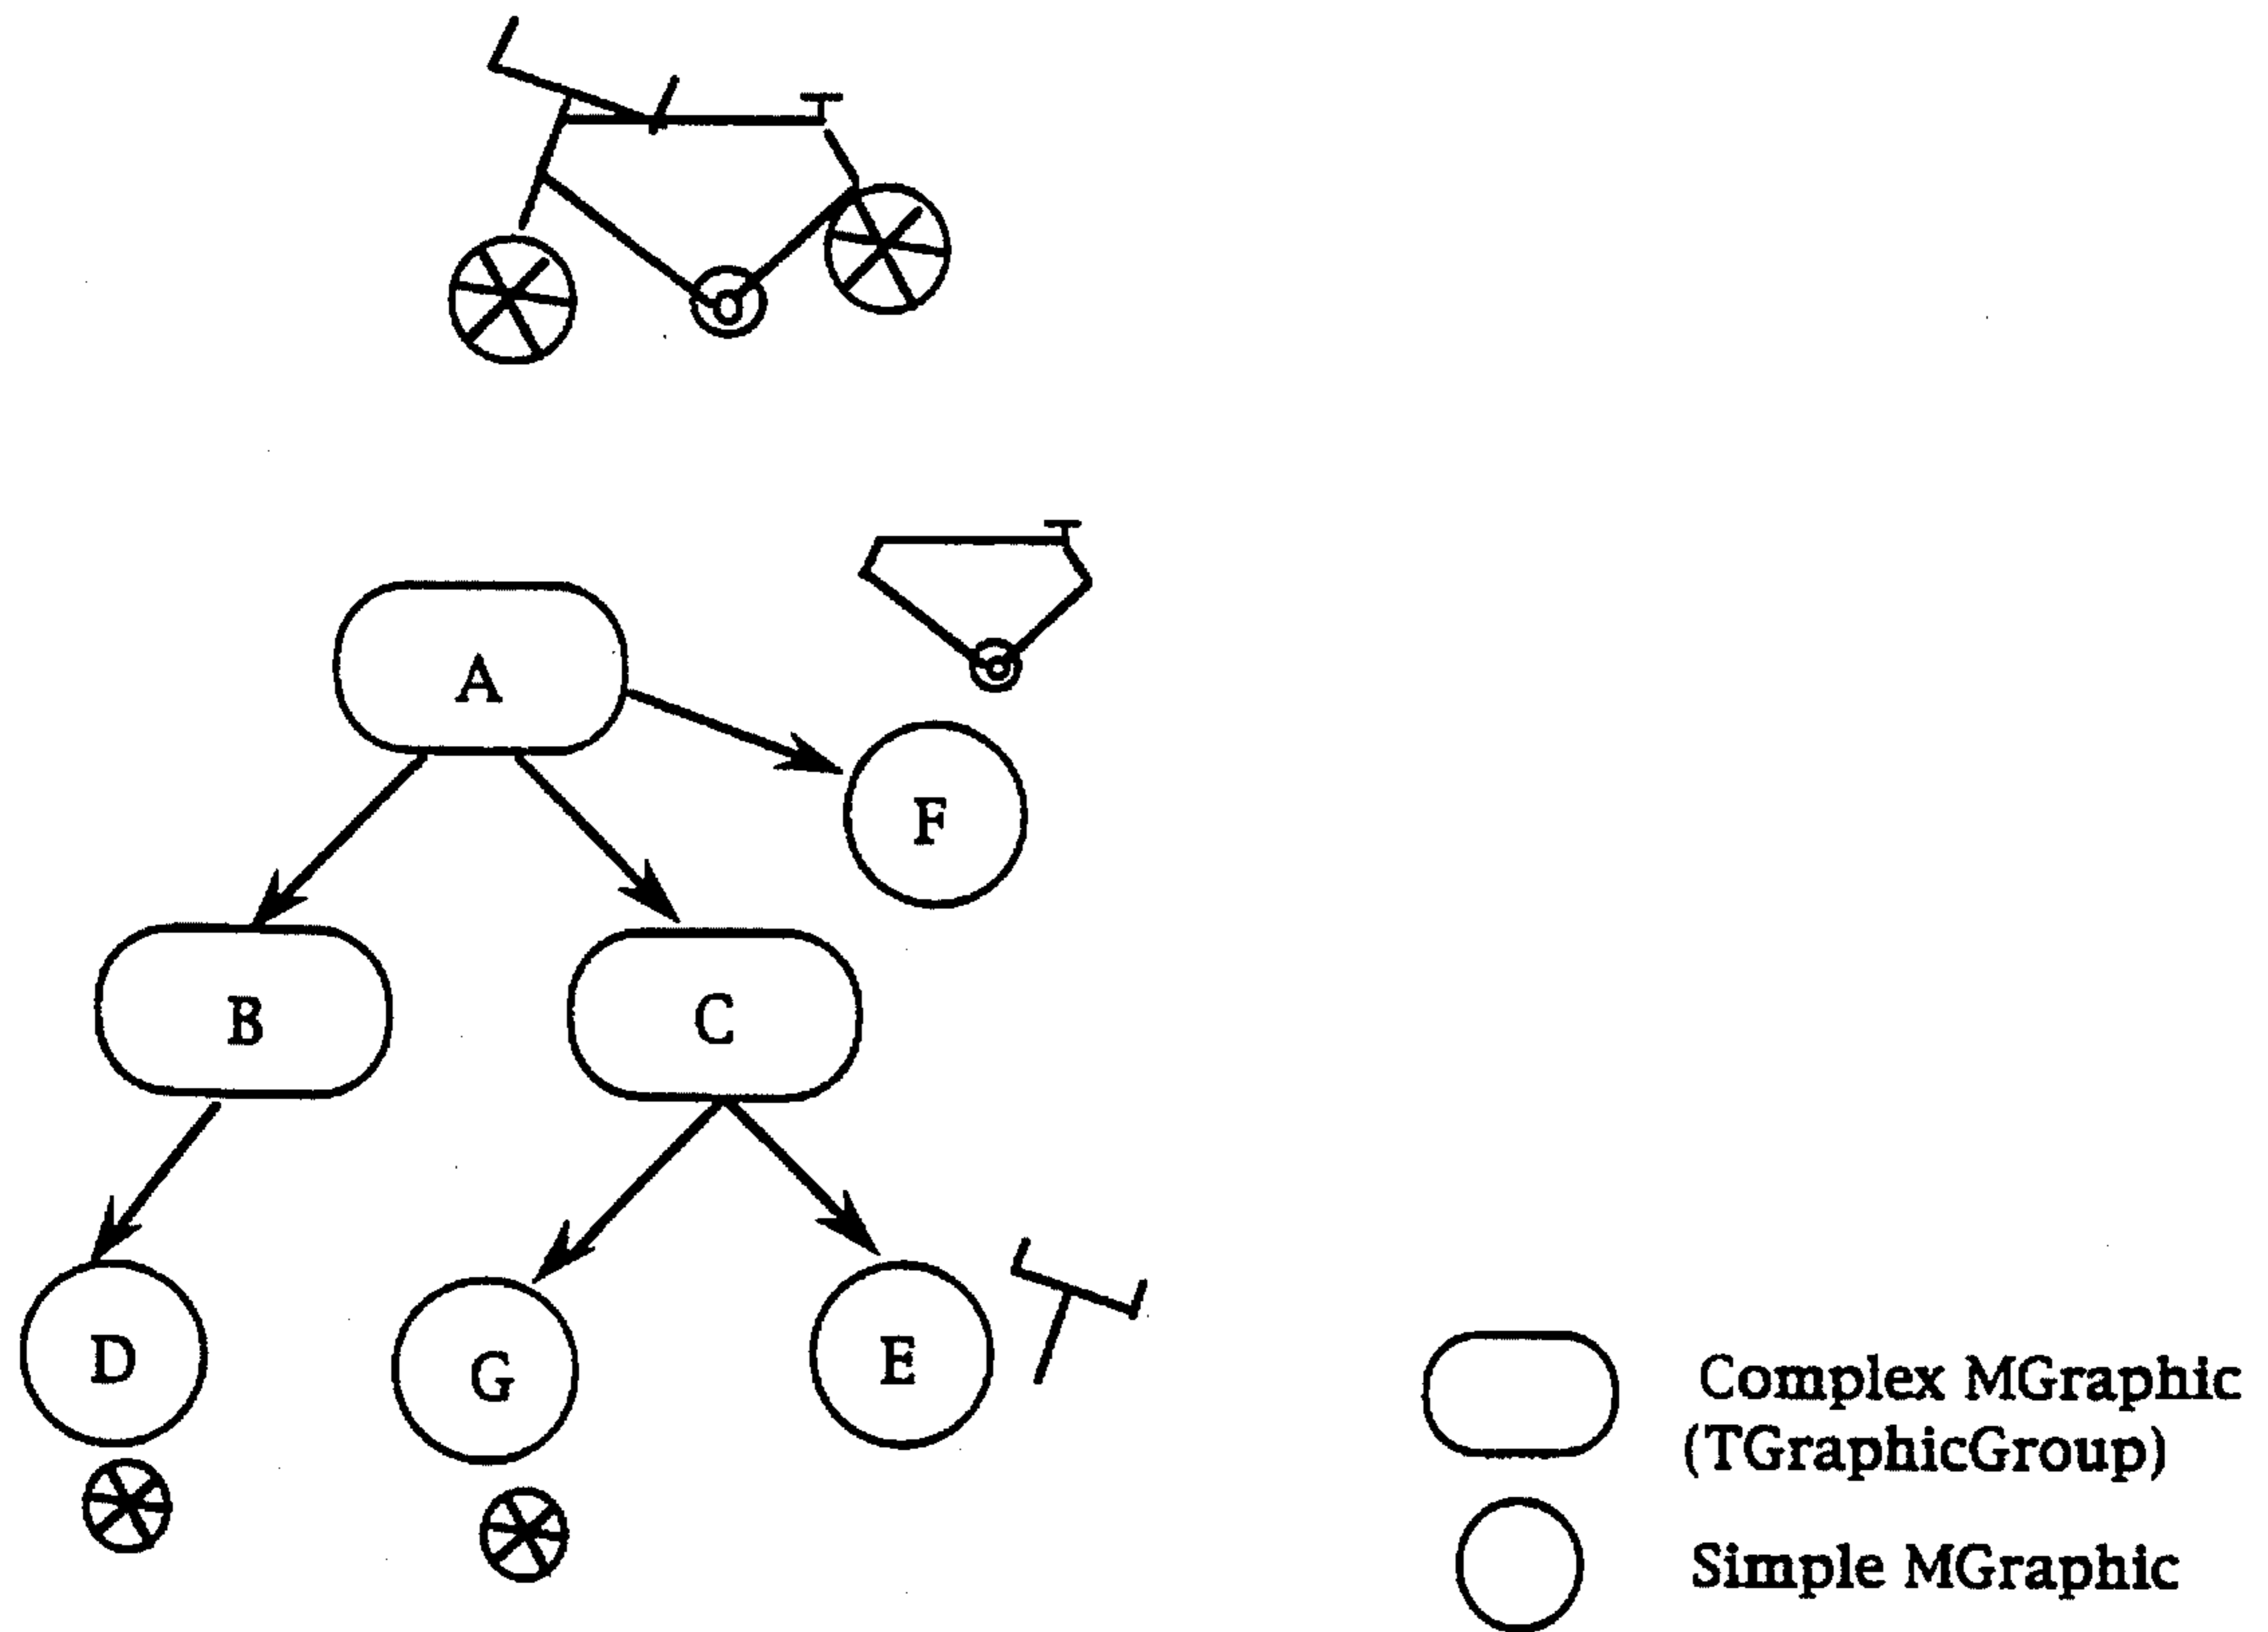 A
F
B
C
D
G
E
Complex MGraphic
(TGraphicGroup)
Simple MGraphic